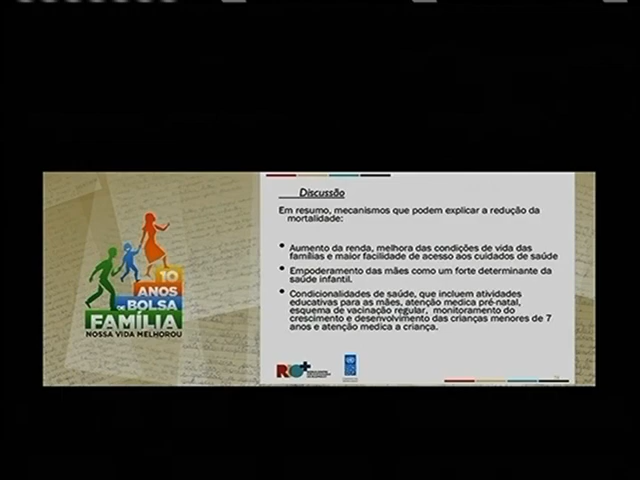 10
ANOS
DE BOLSA
FAMÍLIA
NOSSA VIDA MELHOROU
Discussão
Em resumo, mecanismos que podem explicar a redução da
mortalidade:
• Aumento da renda, melhora das condições de vida das
famílias e maior facilidade de acesso aos cuidados de saúde
• Empoderamento das mães como um forte determinante da
saúde infantil.
• Condicionalidades de saúde, que incluem atividades
educativas para as mães, atenção medica pré-natal,
esquema de vacinação regular, monitoramento do
crescimento e desenvolvimento das crianças menores de 7
anos e atenção medica a criança.
RIO+